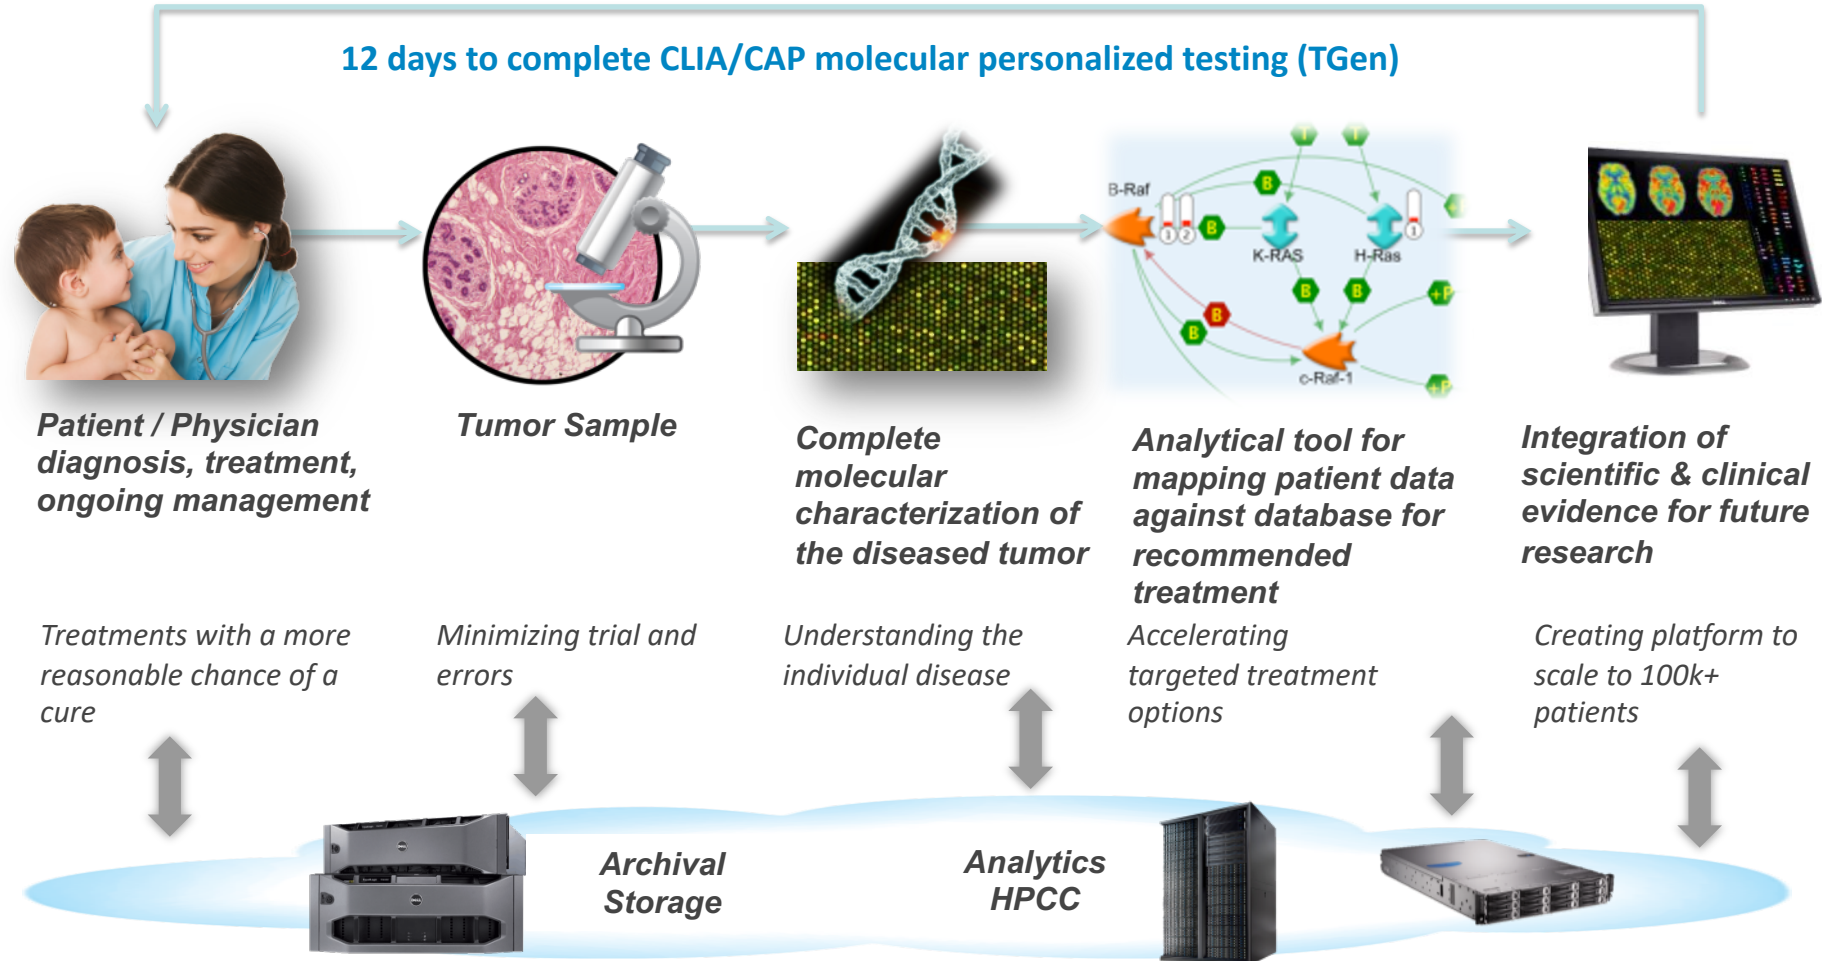 12 days to complete CLIA/CAP molecular personalized testing (TGen)
T
T
B-Raf
B
1
2
B
1
K-RAS
H-Ras
B
B
+P
B
B
c-Raf-1
+P
Patient / Physician
diagnosis, treatment,
ongoing management
Tumor Sample
Complete
molecular
characterization of
the diseased tumor
Analytical tool for
mapping patient data
against database for
recommended
treatment
Integration of
scientific & clinical
evidence for future
research
Treatments with a more
reasonable chance of a
cure
Minimizing trial and
errors
Understanding the
individual disease
Accelerating
targeted treatment
options
Creating platform to
scale to 100k+
patients
Archival
Storage
Analytics
HPCC